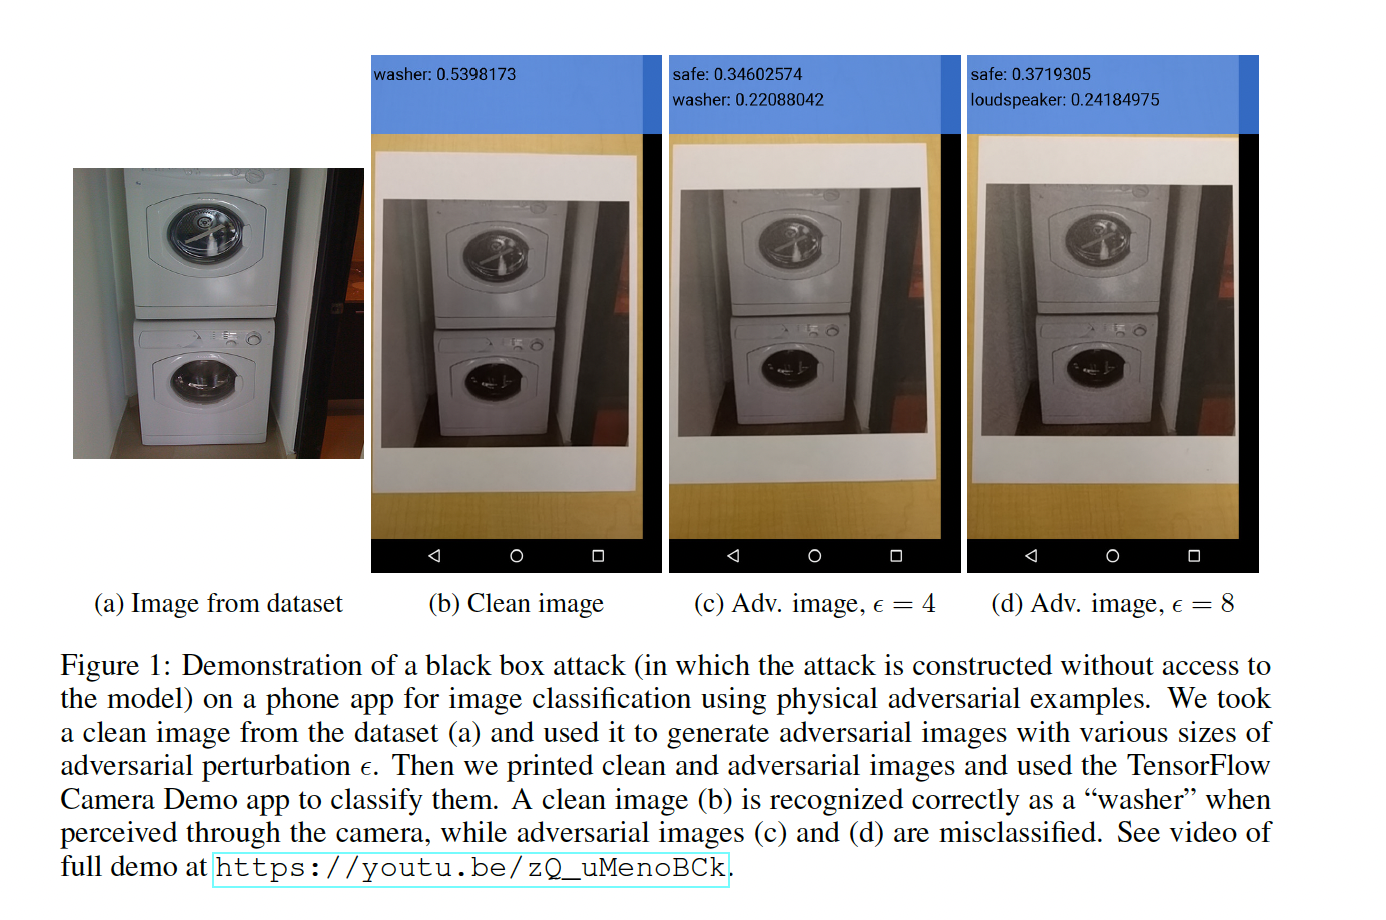 washer: 0.5398173
safe: 0.34602574
washer: 0.22088042
safe: 0.3719305
loudspeaker: 0.24184975
(a) Image from dataset
(b) Clean image
(c) Adv. image, ϵ = 4
(d) Adv. image, ϵ = 8
Figure 1: Demonstration of a black box attack (in which the attack is constructed without access to
the model) on a phone app for image classification using physical adversarial examples. We took
a clean image from the dataset (a) and used it to generate adversarial images with various sizes of
adversarial perturbation ϵ. Then we printed clean and adversarial images and used the TensorFlow
Camera Demo app to classify them. A clean image (b) is recognized correctly as a “washer” when
perceived through the camera, while adversarial images (c) and (d) are misclassified. See video of
full demo at https://youtu.be/zQ_uMenoBCk.